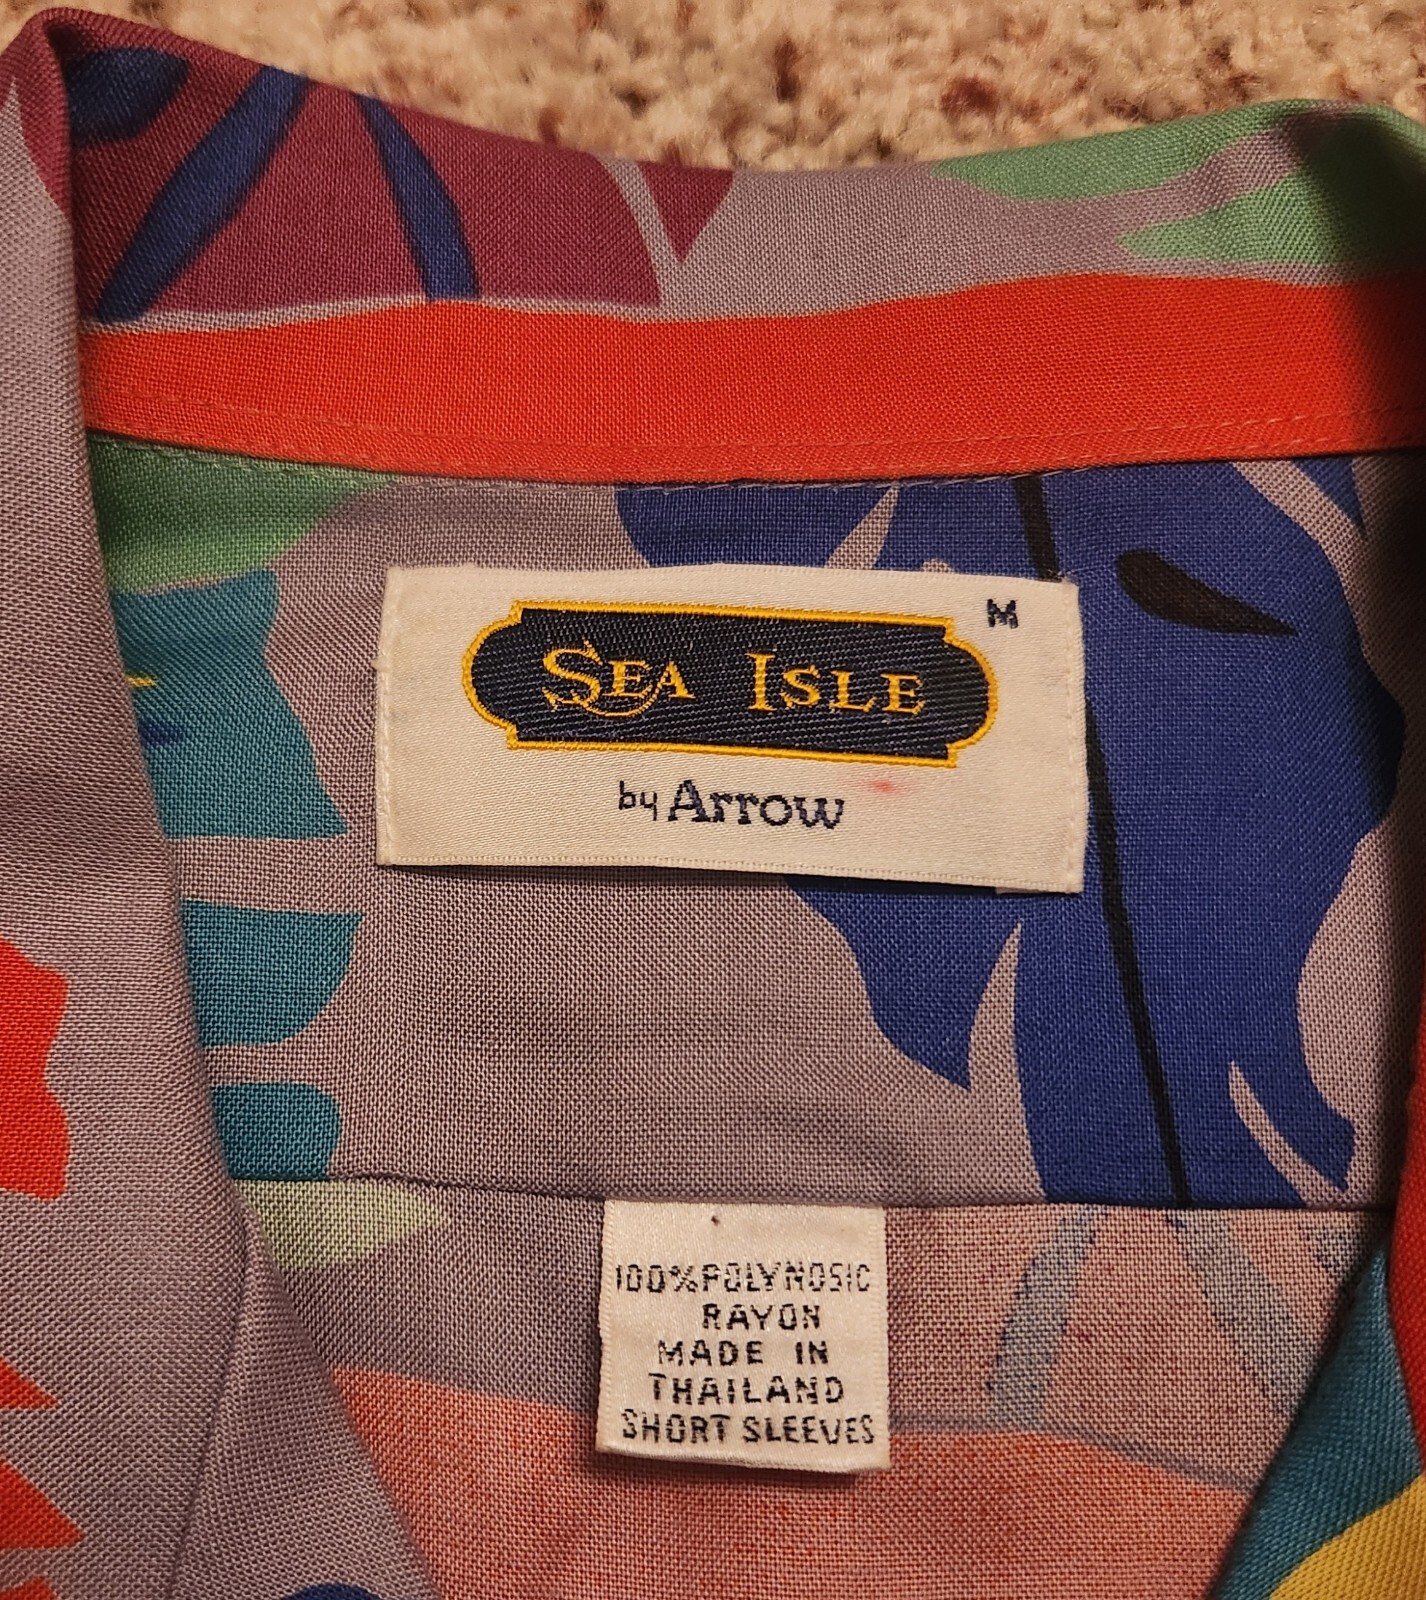 M
SEA ISLE
by Arrow
100% POLYNOSIC
RAYON
MADE IN
THAILAND
SHORT SLEEVES